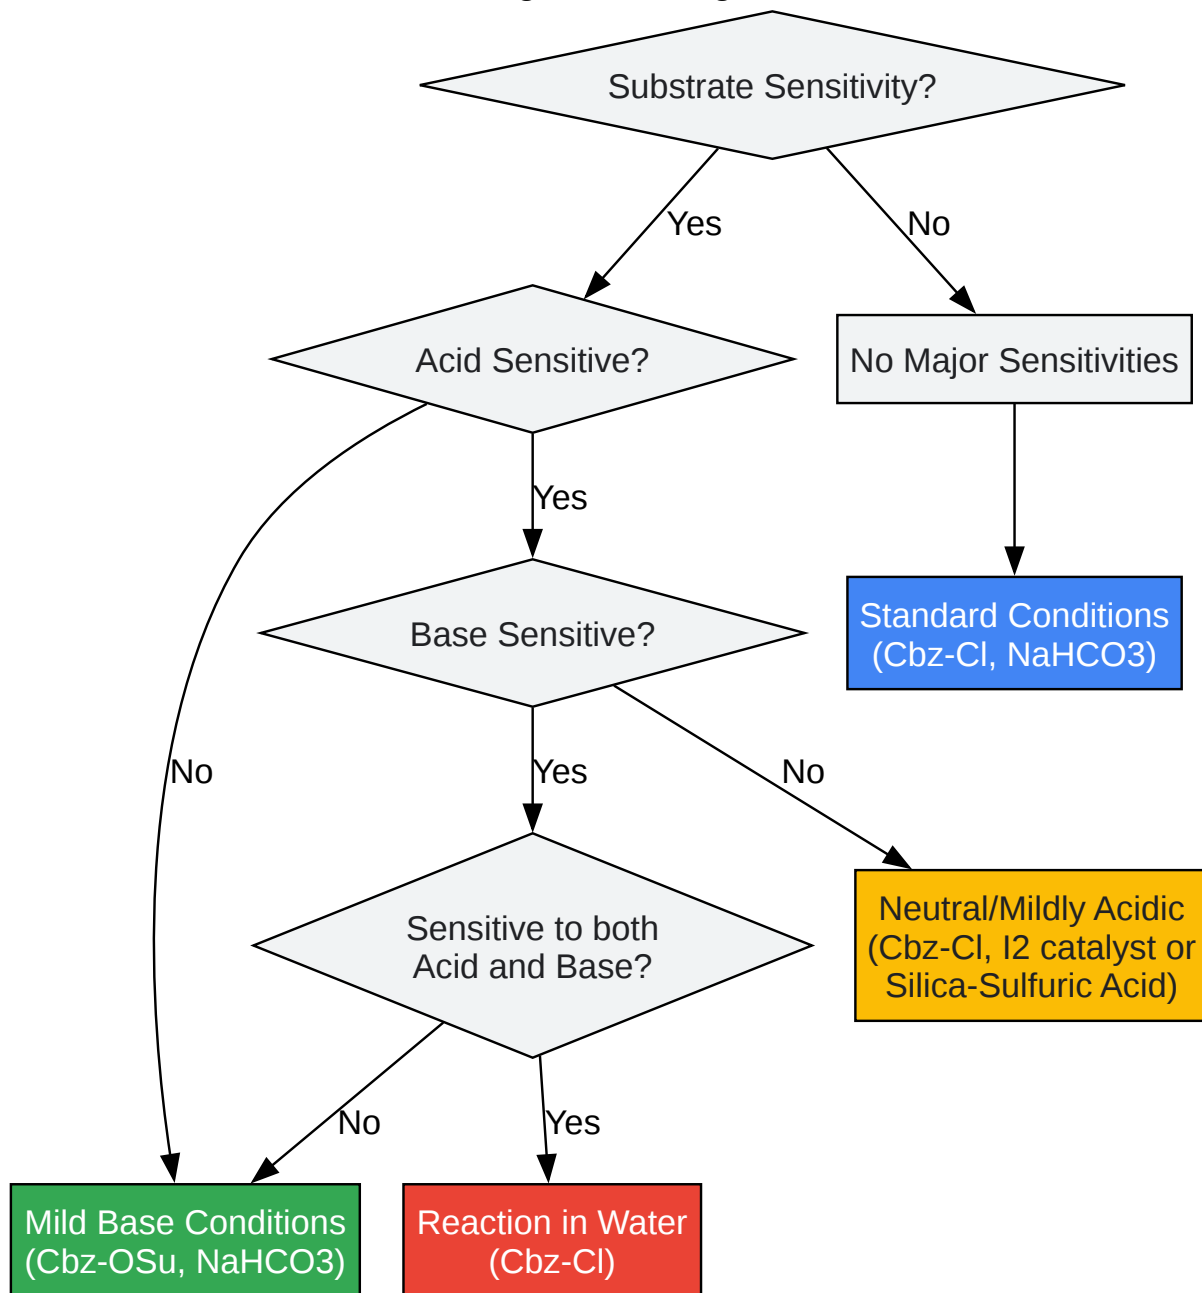 Substrate Sensitivity?
Yes
No
Acid Sensitive?
No Major Sensitivities
Yes
Base Sensitive?
Standard Conditions
(Cbz-Cl, NaHCO3)
No
Yes
No
Sensitive to both
Acid and Base?
Neutral/Mildly Acidic
(Cbz-Cl, I2 catalyst or
Silica-Sulfuric Acid)
No
Yes
Mild Base Conditions
(Cbz-OSu, NaHCO3)
Reaction in Water
(Cbz-Cl)